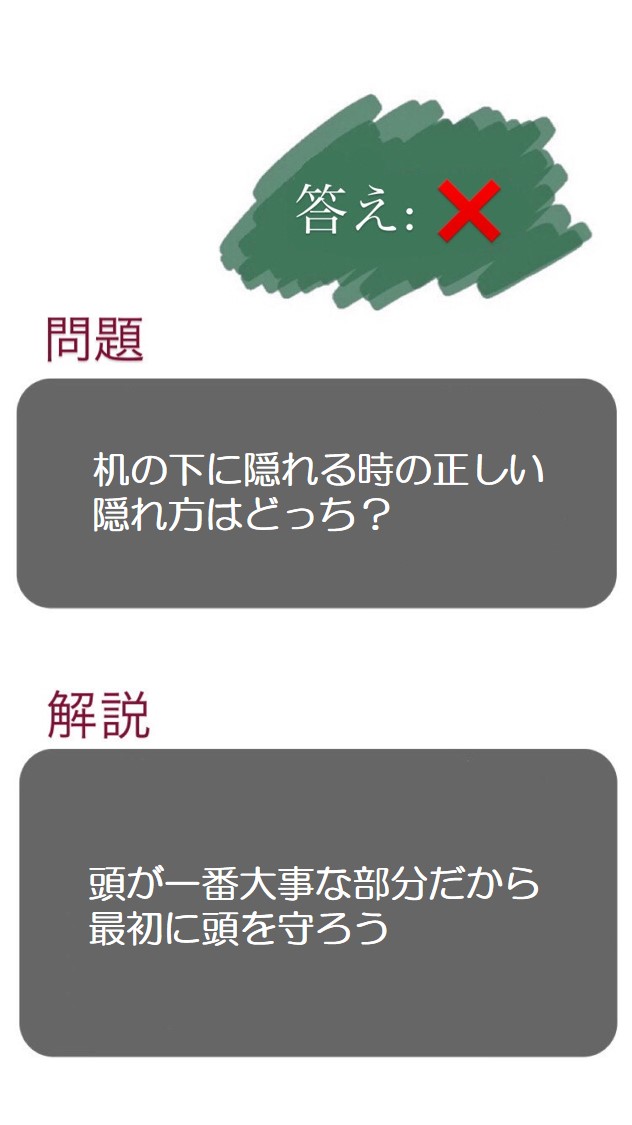 答え: ❌
問題
机の下に隠れる時の正しい
隠れ方はどっち？
解説
頭が一番大事な部分だから
最初に頭を守ろう